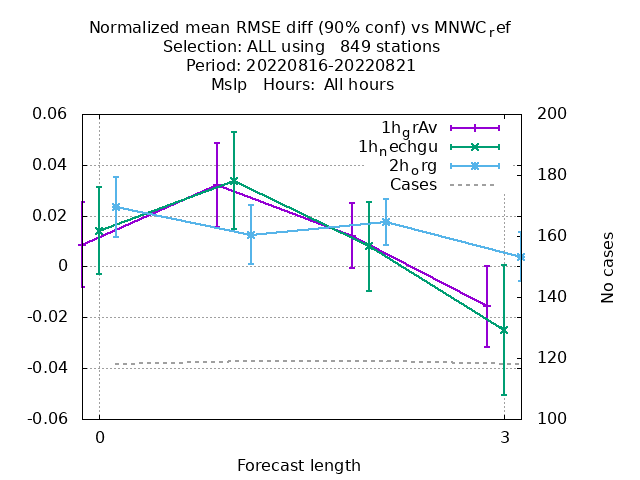 Normalized mean RMSE diff (90% conf) vs MNWC_ref
Selection: ALL using 849 stations
Period: 20220816-20220821
Mslp Hours: All hours
0.06
0.04
0.02
0
-0.02
-0.04
-0.06
200
180
160
140
120
100
No cases
1h_grAv
1h_nechgu
2h_org
Cases
0
3
Forecast length